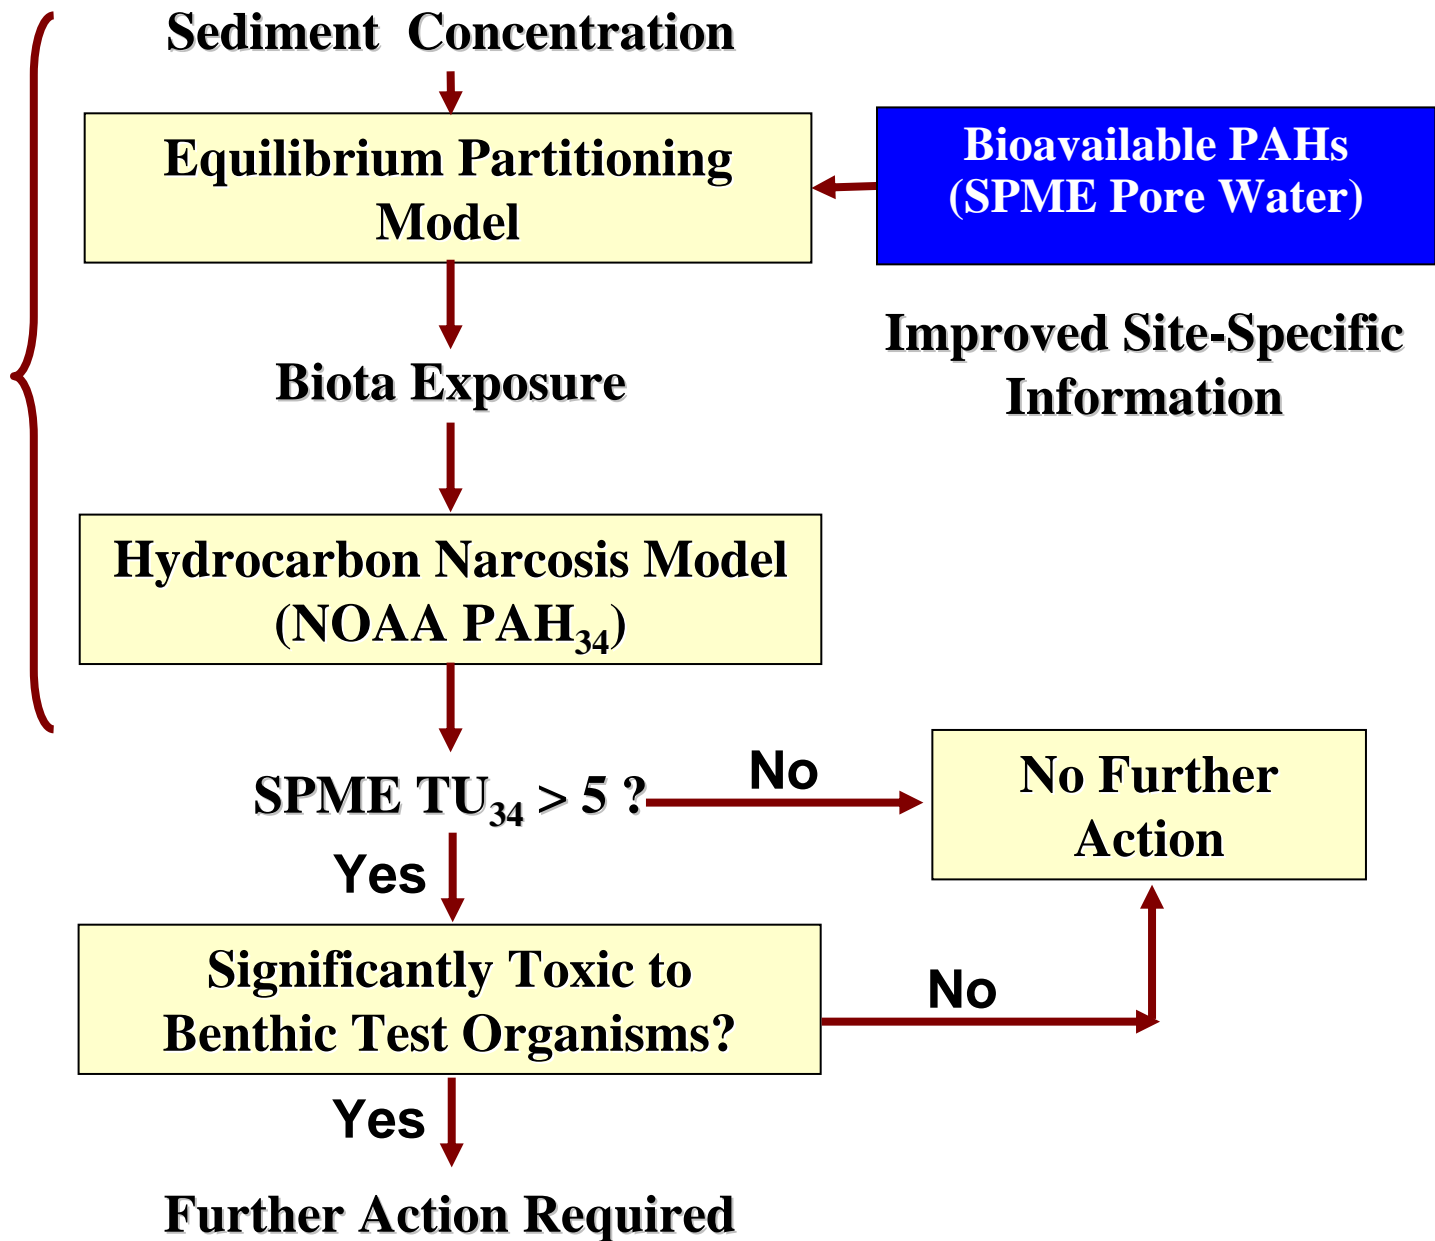 Sediment Concentration
Equilibrium Partitioning
Model
Bioavailable PAHs
(SPME Pore Water)
Improved Site-Specific
Information
Biota Exposure
Hydrocarbon Narcosis Model
(NOAA PAH34)
SPME TU34 > 5 ?
No
No Further
Action
Yes
Significantly Toxic to
Benthic Test Organisms?
No
Yes
Further Action Required